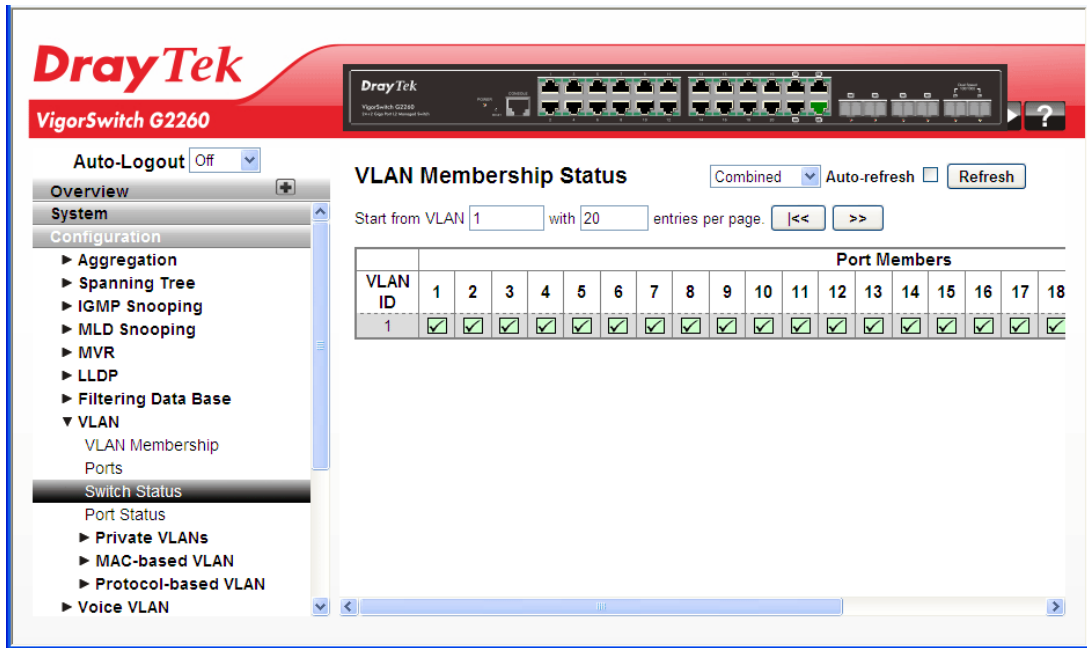 DrayTek
VigorSwitch G2260
DrayTek
VigorSwitch G2260
CONSOLE
?
Auto-Logout Off
Overview
System
Configuration
Aggregation
Spanning Tree
IGMP Snooping
MLD Snooping
MVR
LLDP
Filtering Data Base
VLAN
VLAN Membership
Ports
Switch Status
Port Status
Private VLANs
MAC-based VLAN
Protocol-based VLAN
Voice VLAN
VLAN Membership Status Combined Auto-refresh Refresh
Start from VLAN 1 with 20 entries per page. |<< >>
Port Members
VLAN ID 1 2 3 4 5 6 7 8 9 10 11 12 13 14 15 16 17 18
1